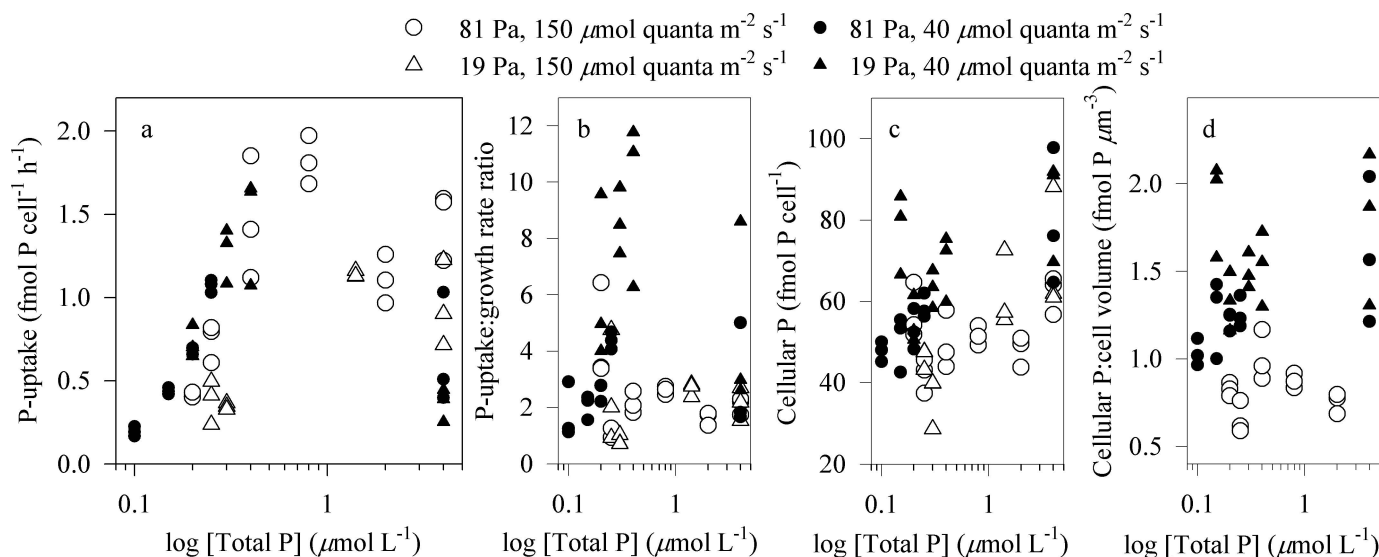 81 Pa, 150 μmol quanta m⁻² s⁻¹
81 Pa, 40 μmol quanta m⁻² s⁻¹
19 Pa, 150 μmol quanta m⁻² s⁻¹
19 Pa, 40 μmol quanta m⁻² s⁻¹
P-uptake (fmol P cell⁻¹ h⁻¹)
2.0
1.5
1.0
0.5
0.0
a
0.1
1
log [Total P] (μmol L⁻¹)
P-uptake:growth rate ratio
12
10
8
6
4
2
0
b
0.1
1
log [Total P] (μmol L⁻¹)
Cellular P (fmol P cell⁻¹)
100
80
60
40
20
c
0.1
1
log [Total P] (μmol L⁻¹)
Cellular P:cell volume (fmol P μm⁻³)
2.0
1.5
1.0
0.5
d
0.1
1
log [Total P] (μmol L⁻¹)